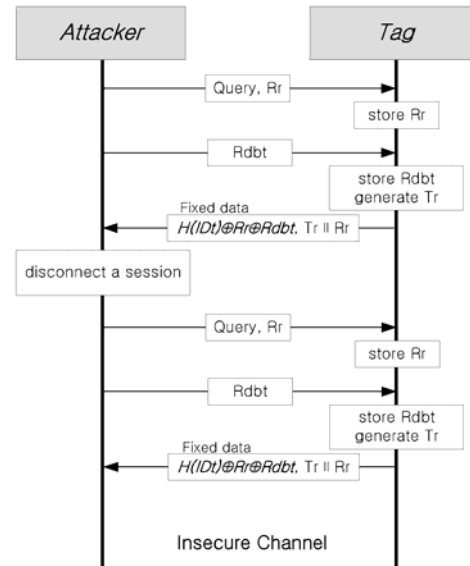 Attacker
Tag
Query, Rr
store Rr
Rdbt
store Rdbt
generate Tr
Fixed data
H(IDt)⊕Rr⊕Rdbt, Tr ‖ Rr
disconnect a session
Query, Rr
store Rr
Rdbt
store Rdbt
generate Tr
Fixed data
H(IDt)⊕Rr⊕Rdbt, Tr ‖ Rr
Insecure Channel